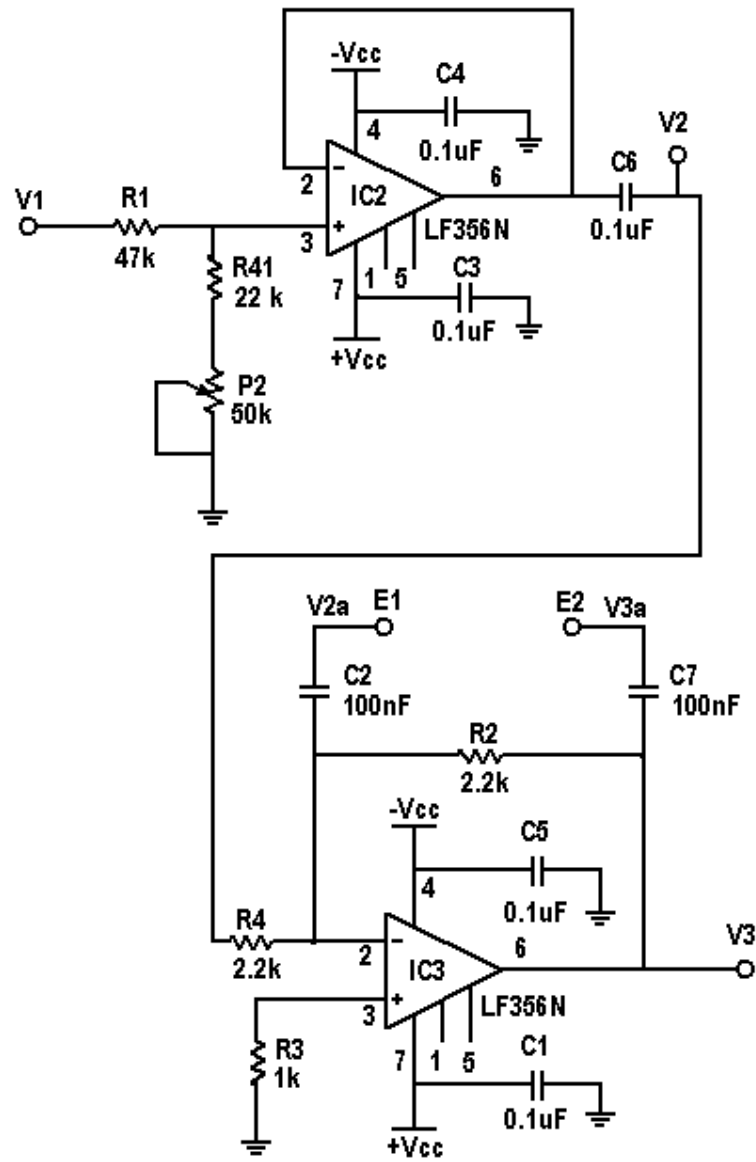 -Vcc
C4
4
0.1uF
V2
C6
6
2
IC2
V1
R1
LF356N
0.1uF
47k
3
R41
22 k
1
5
C3
7
0.1uF
+Vcc
P2
50k
V2a
E1
E2
V3a
C2
100nF
C7
100nF
R2
2.2k
-Vcc
C5
4
0.1uF
R4
2.2k
2
6
V3
IC3
3
LF356N
R3
1k
7
1
5
C1
0.1uF
+Vcc